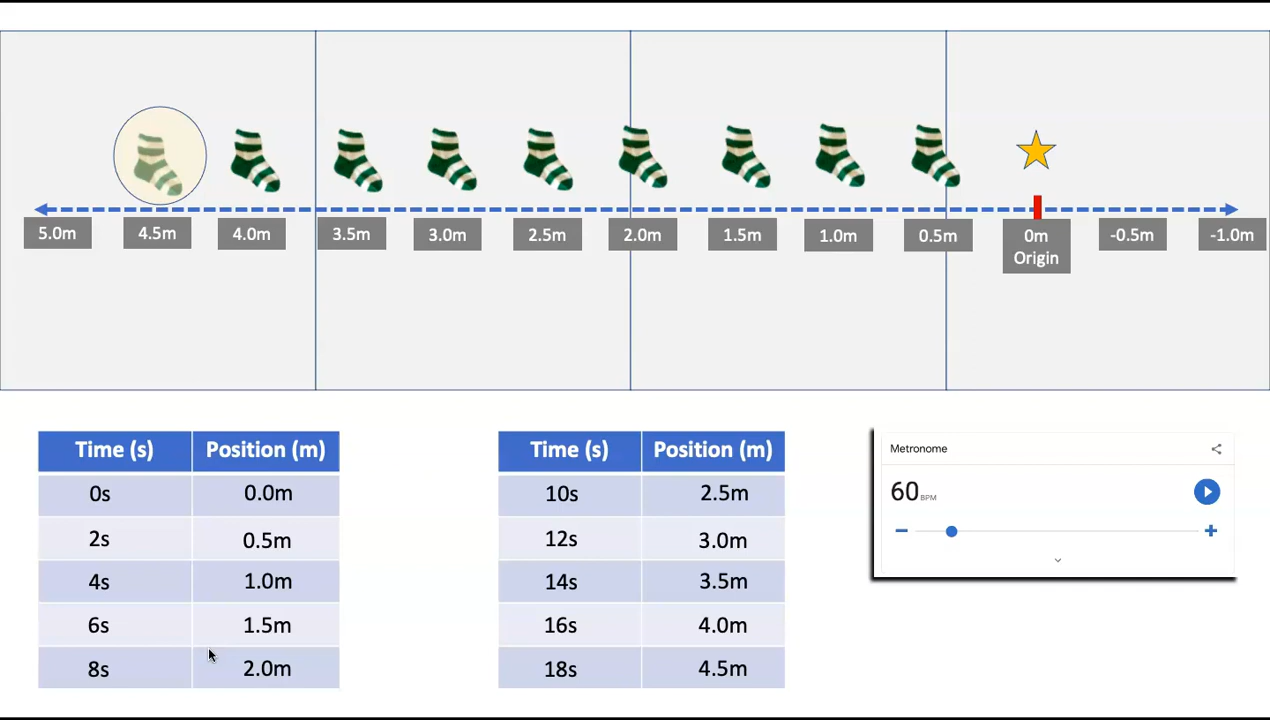 5.0m 4.5m 4.0m 3.5m 3.0m 2.5m 2.0m 1.5m 1.0m 0.5m 0m -0.5m -1.0m
Origin
Time (s) Position (m)
0s 0.0m
2s 0.5m
4s 1.0m
6s 1.5m
8s 2.0m
Time (s) Position (m)
10s 2.5m
12s 3.0m
14s 3.5m
16s 4.0m
18s 4.5m
Metronome
60 BPM